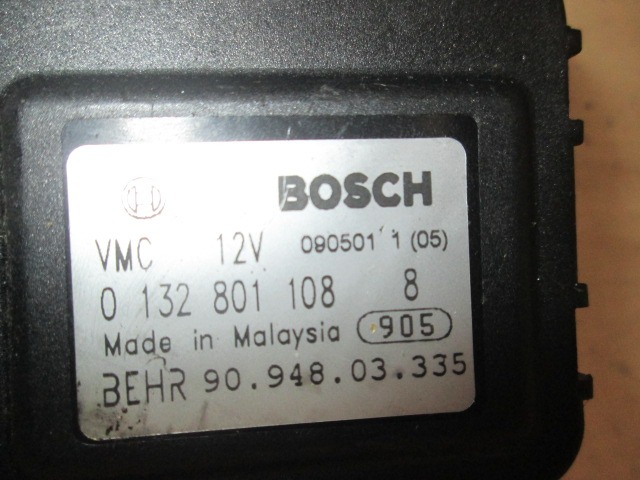 BOSCH
VMC 12V 090501 1 (05)
0 132 801 108 8
Made in Malaysia 905
BEHR 90.948.03.335